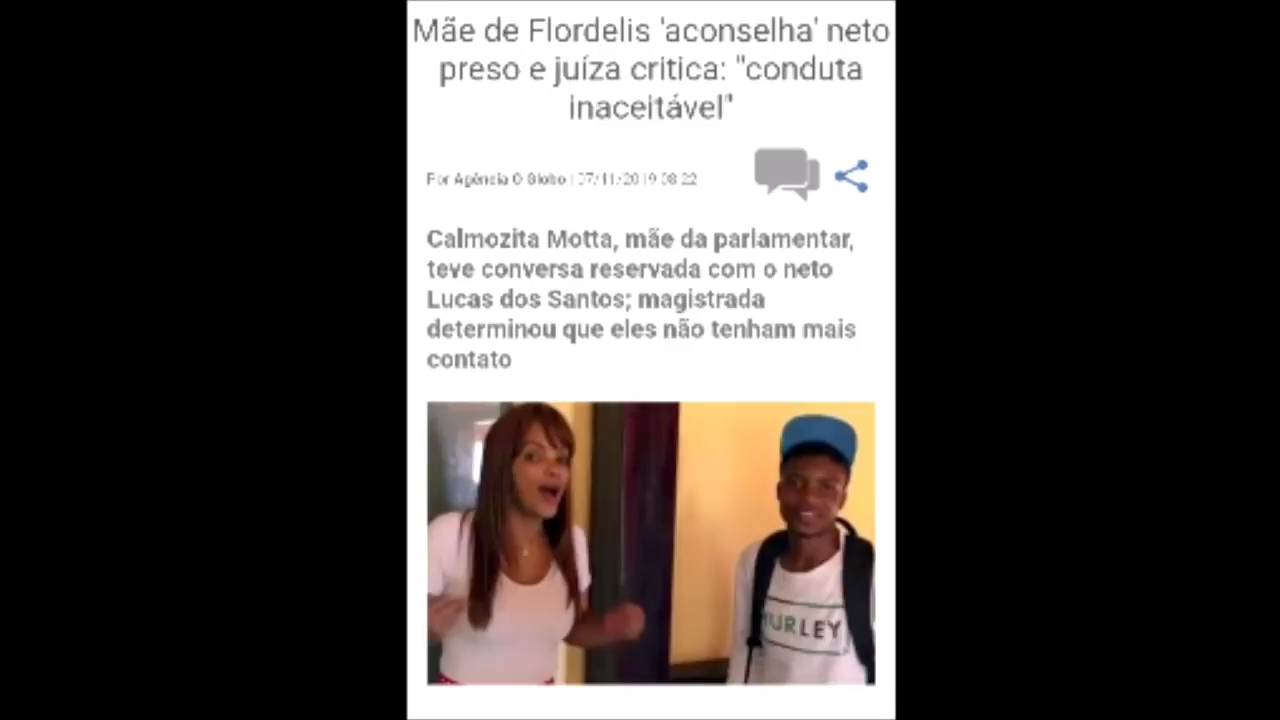 Mãe de Flordelis 'aconselha' neto
preso e juíza critica: "conduta
inaceitável"
Por Agência O Globo | 07/11/2019 08:22
Calmozita Motta, mãe da parlamentar,
teve conversa reservada com o neto
Lucas dos Santos; magistrada
determinou que eles não tenham mais
contato
HURLEY